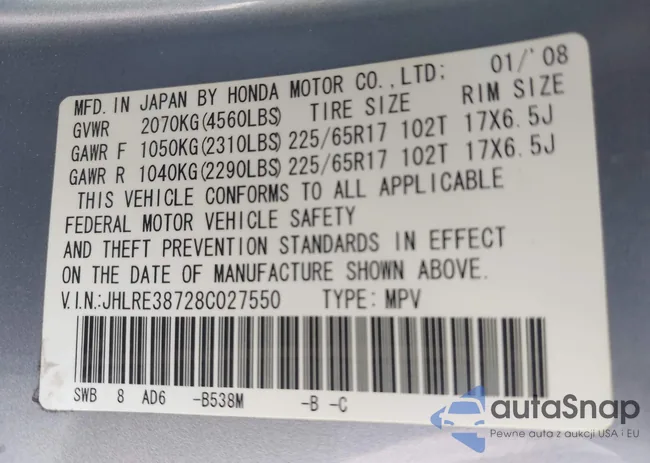 MFD. IN JAPAN BY HONDA MOTOR CO., LTD: 01/'08
GVWR 2070KG(4560LBS) TIRE SIZE RIM SIZE
GAWR F 1050KG(2310LBS) 225/65R17 102T 17X6.5J
GAWR R 1040KG(2290LBS) 225/65R17 102T 17X6.5J
THIS VEHICLE CONFORMS TO ALL APPLICABLE
FEDERAL MOTOR VEHICLE SAFETY
AND THEFT PREVENTION STANDARDS IN EFFECT
ON THE DATE OF MANUFACTURE SHOWN ABOVE.
V.I.N:JHLRE38728C027550 TYPE: MPV
SWB 8 AD6 -B538M -B -C
autaSnap
Pewne auta z aukcji USA i EU